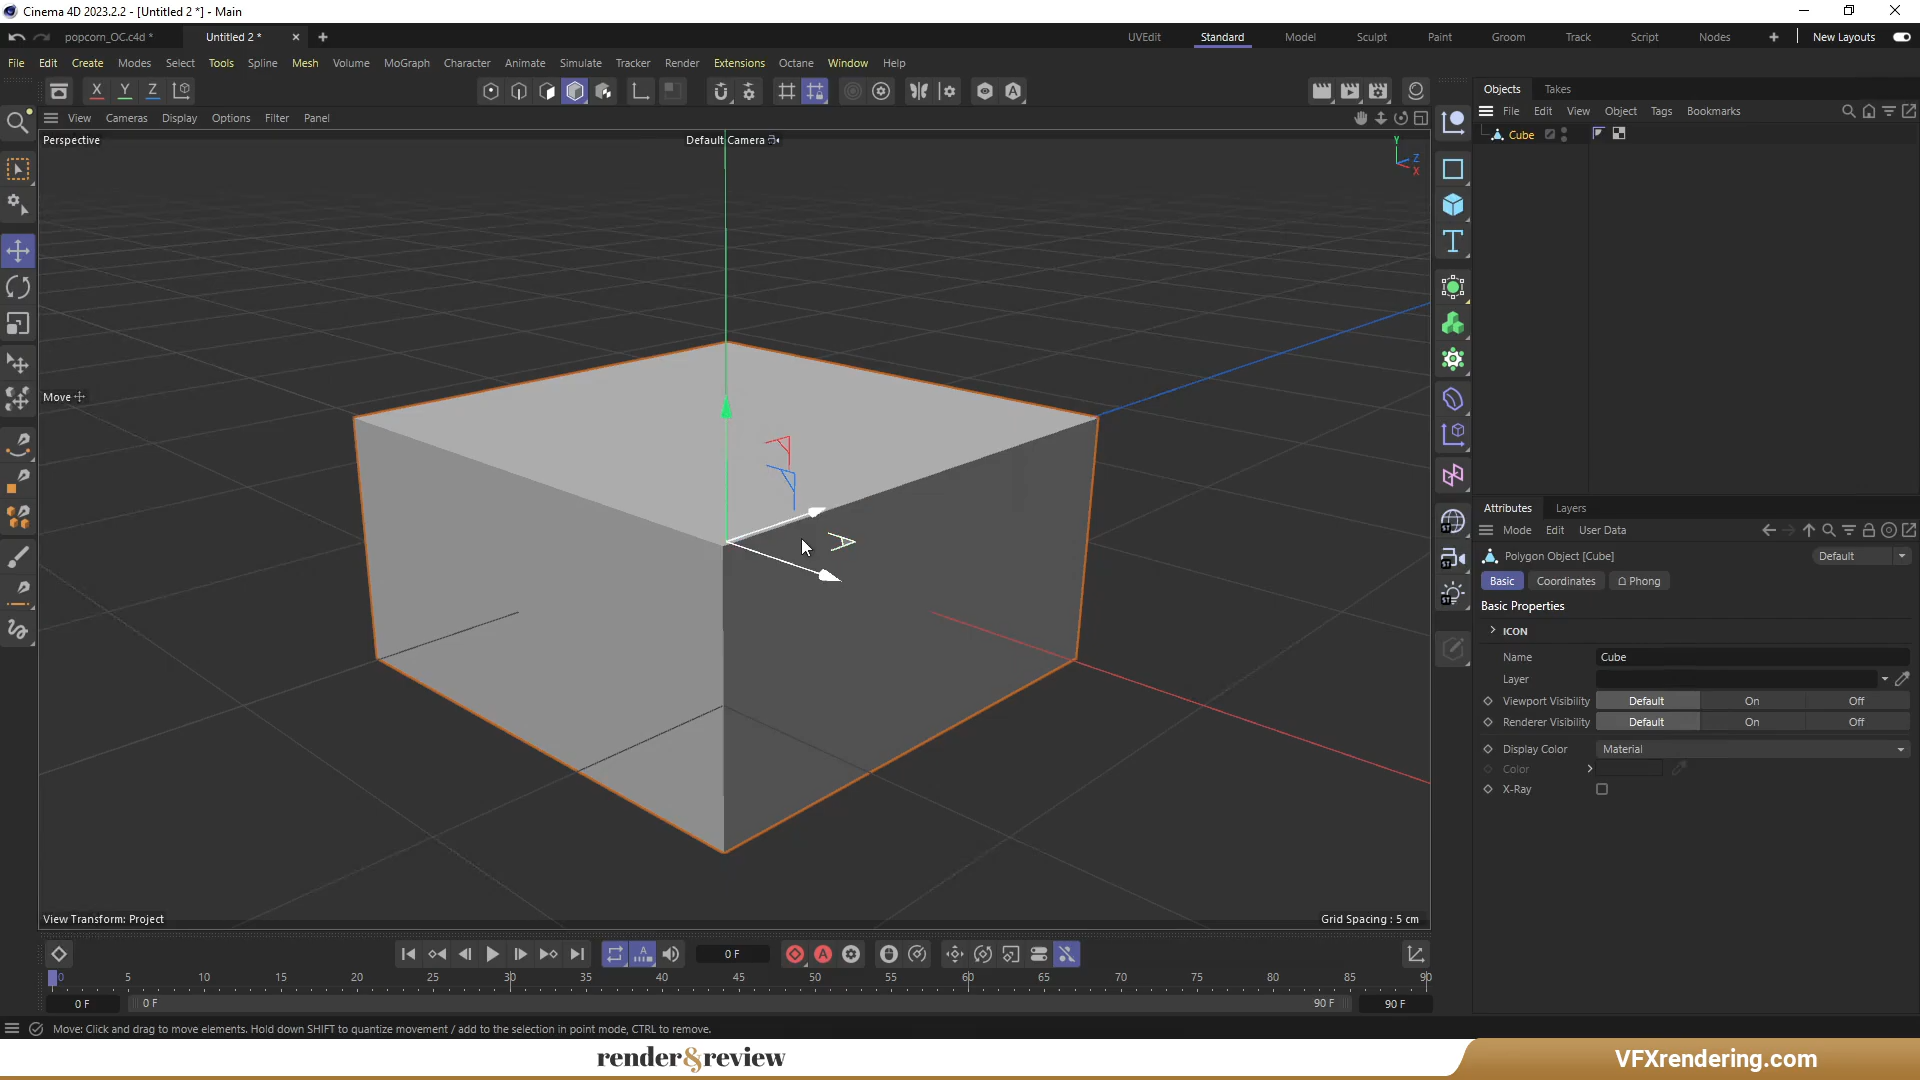 Cinema 4D 2023.2.2 - [Untitled 2 *] - Main
popcorn_OC.c4d *
Untitled 2 *
UVEdit
Standard
Model
Sculpt
Paint
Groom
Track
Script
Nodes
New Layouts
File
Edit
Create
Modes
Select
Tools
Spline
Mesh
Volume
MoGraph
Character
Animate
Simulate
Tracker
Render
Extensions
Octane
Window
Help
X
Y
Z
Objects
Takes
View
Cameras
Display
Options
Filter
Panel
File
Edit
View
Object
Tags
Bookmarks
Perspective
Default Camera
Y
Z
X
Cube
Move
Attributes
Layers
Mode
Edit
User Data
Polygon Object [Cube]
Default
Basic
Coordinates
Phong
Basic Properties
ICON
Name
Cube
Layer
Viewport Visibility
Default
On
Off
Renderer Visibility
Default
On
Off
Display Color
Material
Color
X-Ray
View Transform: Project
Grid Spacing : 5 cm
0 F
0
5
10
15
20
25
30
35
40
45
50
55
60
65
70
75
80
85
90
0 F
0 F
90 F
90 F
Move: Click and drag to move elements. Hold down SHIFT to quantize movement / add to the selection in point mode, CTRL to remove.
render&review
VFXrendering.com